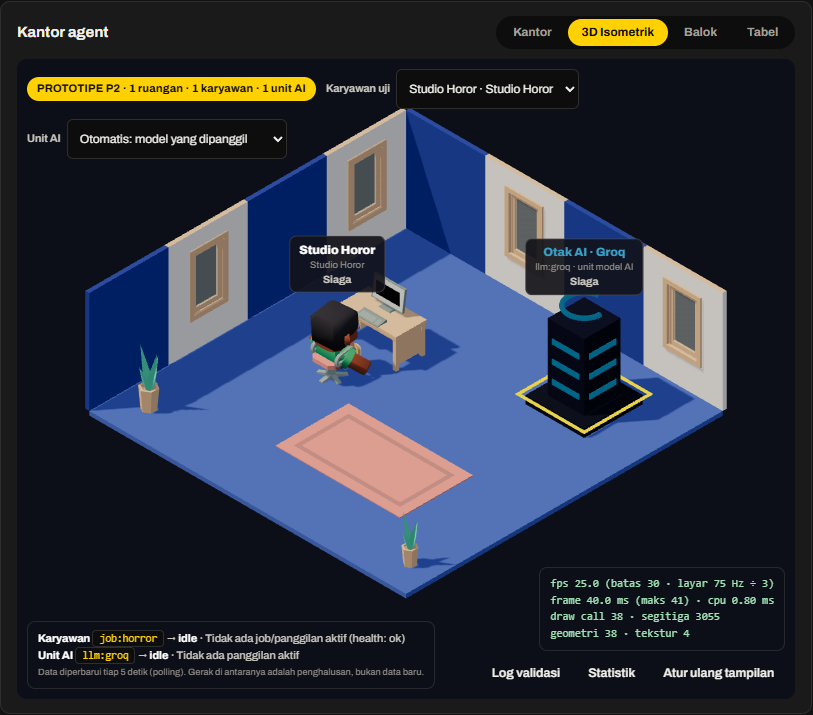 Kantor agent
Kantor
3D Isometrik
Balok
Tabel
PROTOTIPE P2 · 1 ruangan · 1 karyawan · 1 unit AI
Karyawan uji
Studio Horor · Studio Horor
Unit AI
Otomatis: model yang dipanggil
Studio Horor
Studio Horor
Siaga
Otak AI · Groq
llm:groq · unit model AI
Siaga
fps 25.0 (batas 30 · layar 75 Hz ÷ 3)
frame 40.0 ms (maks 41) · cpu 0.80 ms
draw call 38 · segitiga 3055
geometri 38 · tekstur 4
Karyawan job:horror → idle · Tidak ada job/panggilan aktif (health: ok)
Unit AI llm:groq → idle · Tidak ada panggilan aktif
Data diperbarui tiap 5 detik (polling). Gerak di antaranya adalah penghalusan, bukan data baru.
Log validasi
Statistik
Atur ulang tampilan